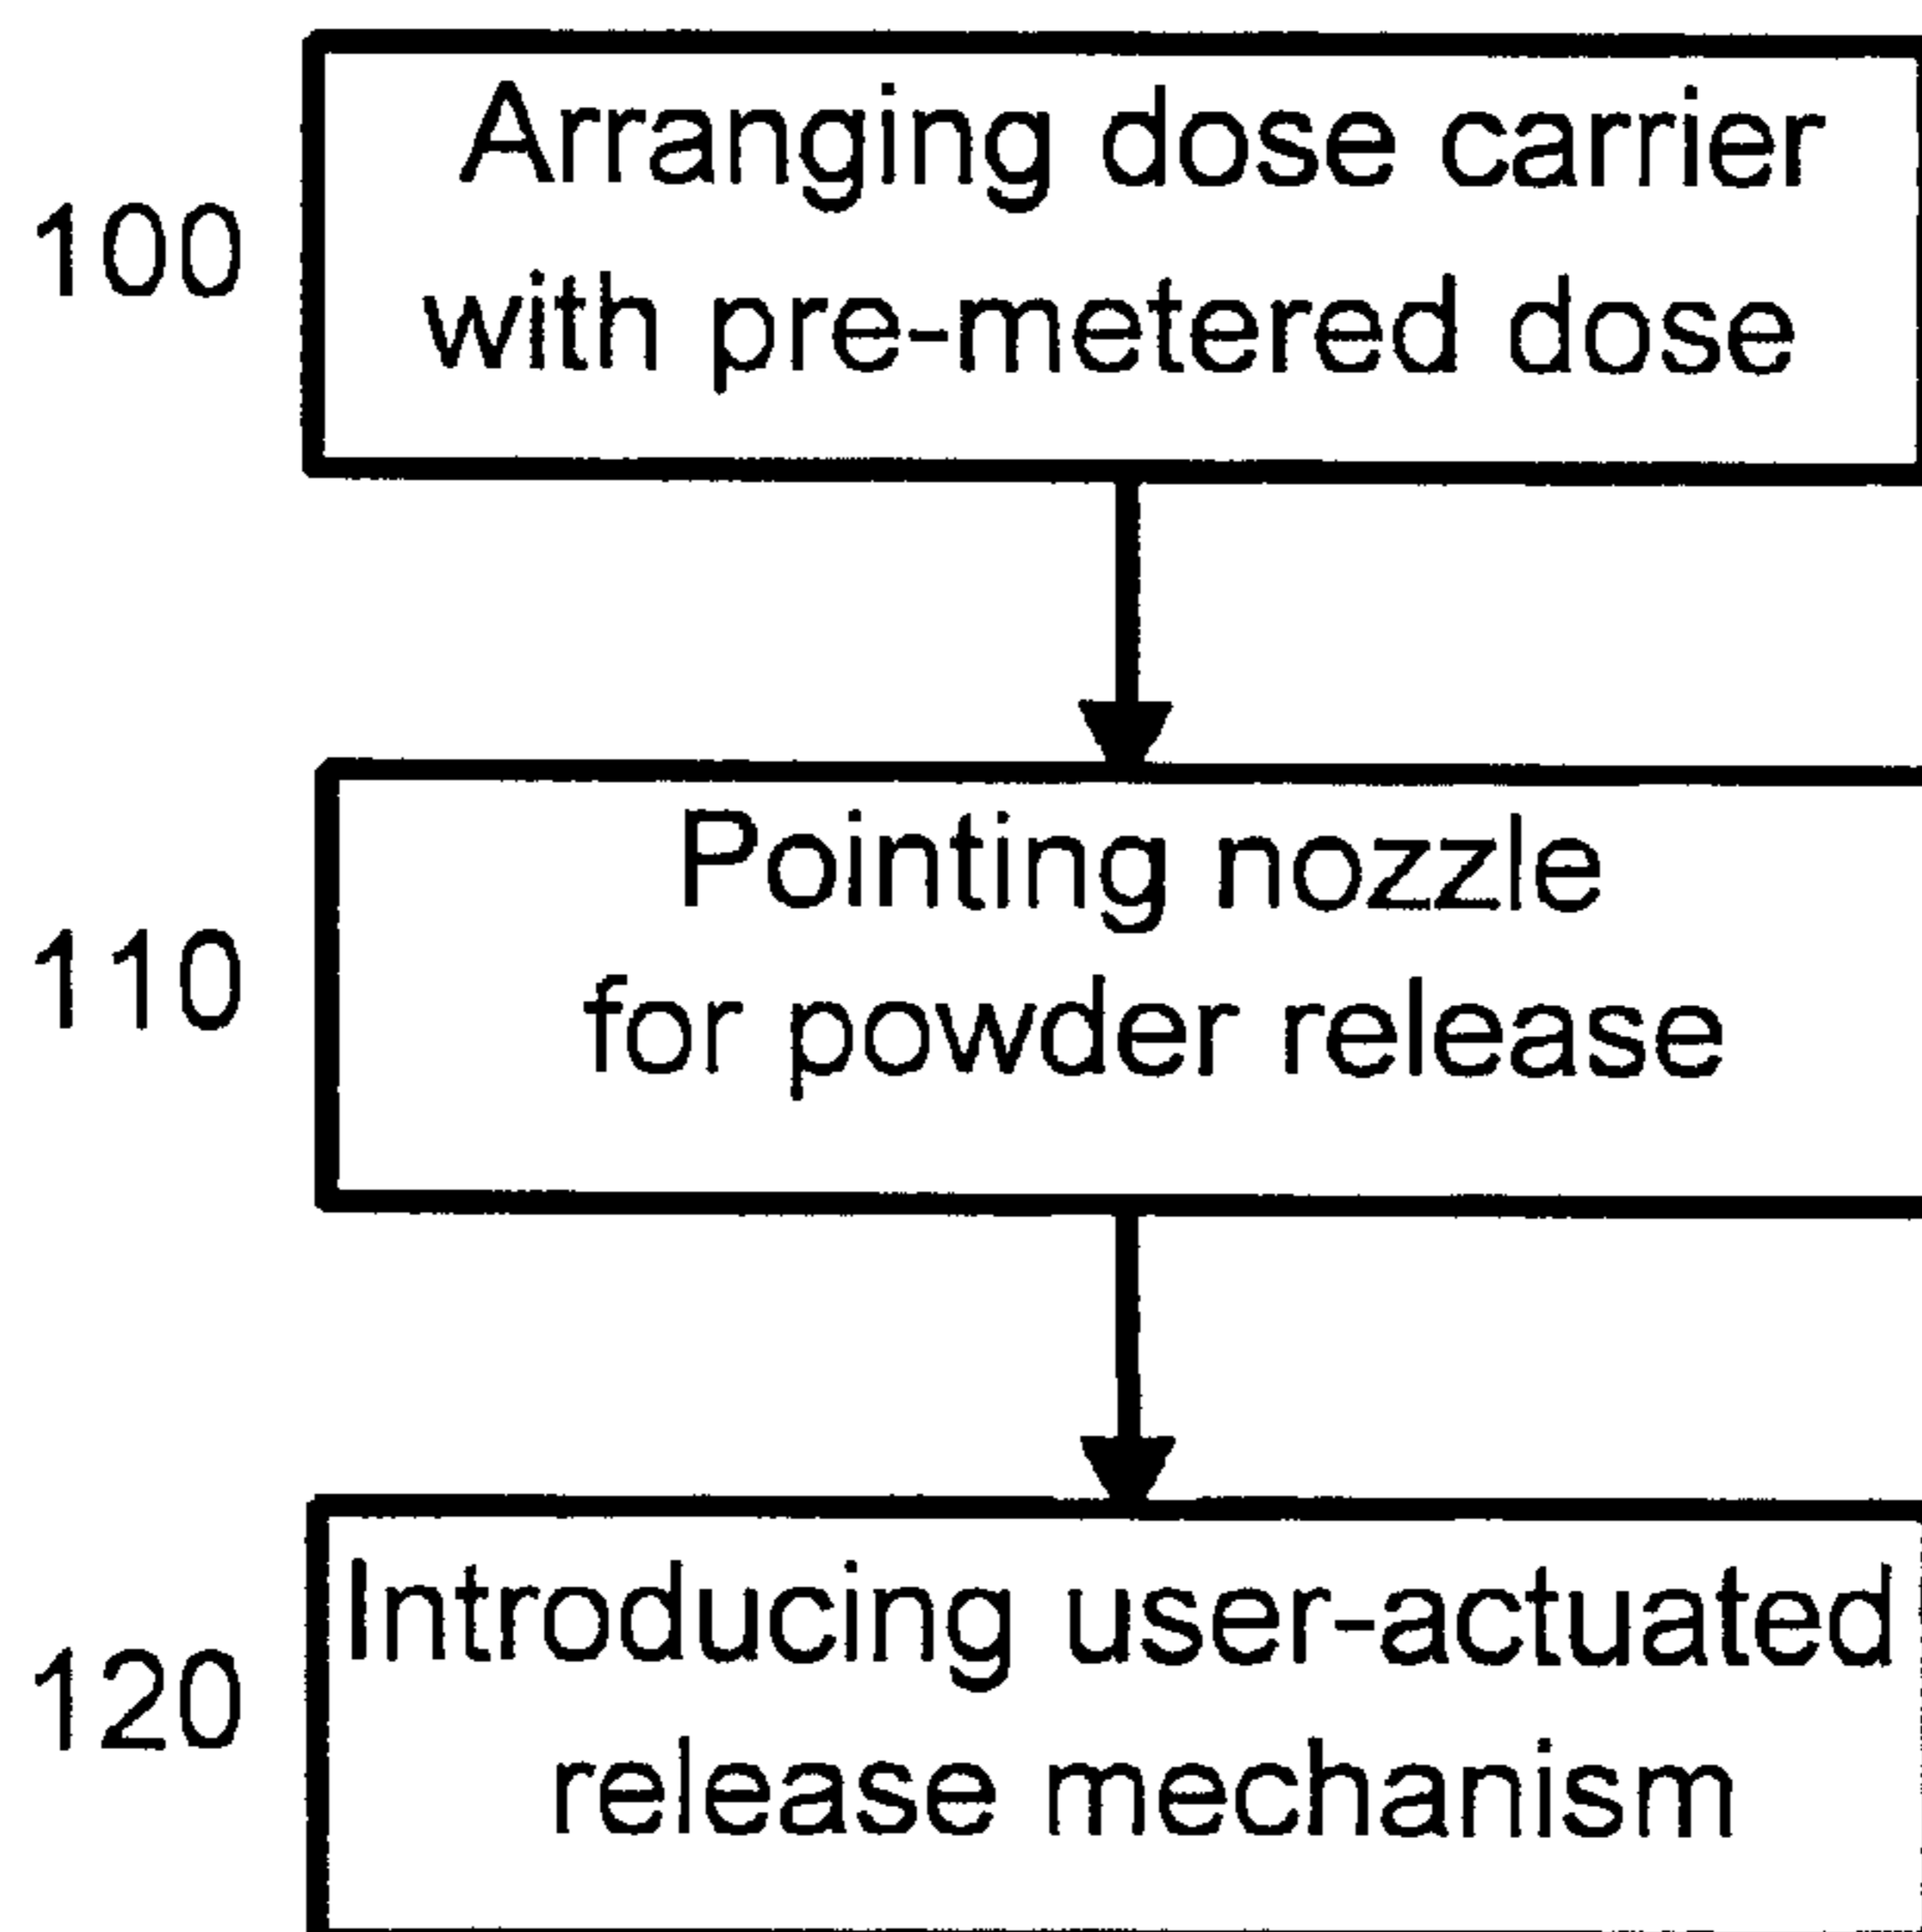 100
Arranging dose carrier
with pre-metered dose
110
Pointing nozzle
for powder release
120
Introducing user-actuated
release mechanism